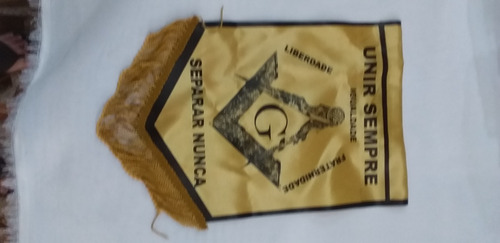 UNIR SEMPRE
IGUALDADE
LIBERDADE
FRATERNIDADE
G
SEPARAR NUNCA